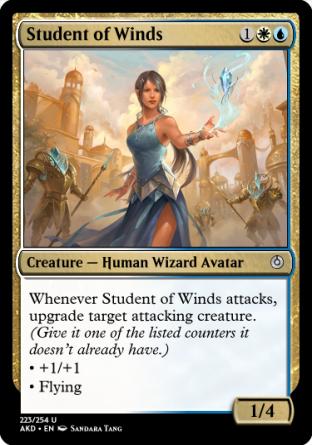 Student of Winds 1
Creature — Human Wizard Avatar
Whenever Student of Winds attacks,
upgrade target attacking creature.
(Give it one of the listed counters it
doesn't already have.)
• +1/+1
• Flying
1/4
223/254 U
AKD • EN SANDARA TANG